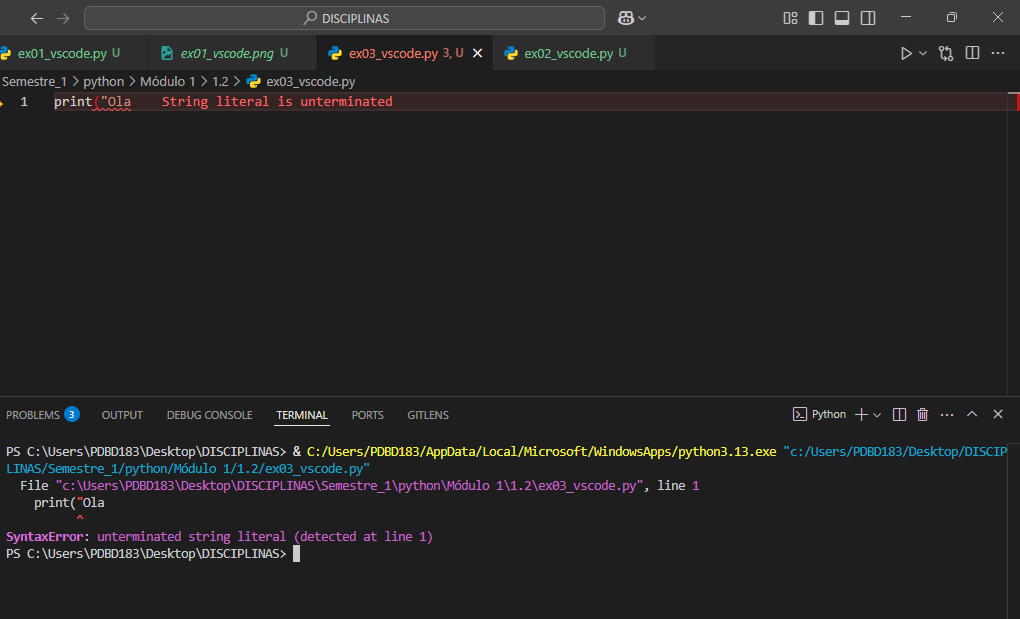 DISCIPLINAS
ex01_vscode.py U ex01_vscode.png U ex03_vscode.py 3, U ex02_vscode.py U
Semestre_1 > python > Módulo 1 > 1.2 > ex03_vscode.py
1 print("Ola String literal is unterminated
PROBLEMS 3 OUTPUT DEBUG CONSOLE TERMINAL PORTS GITLENS Python
PS C:\Users\PDBD183\Desktop\DISCIPLINAS> & C:/Users/PDBD183/AppData/Local/Microsoft/WindowsApps/python3.13.exe "c:/Users/PDBD183/Desktop/DISCIP
LINAS/Semestre_1/python/Módulo 1/1.2/ex03_vscode.py"
File "c:\Users\PDBD183\Desktop\DISCIPLINAS\Semestre_1\python\Módulo 1\1.2\ex03_vscode.py", line 1
print("Ola
^
SyntaxError: unterminated string literal (detected at line 1)
PS C:\Users\PDBD183\Desktop\DISCIPLINAS>